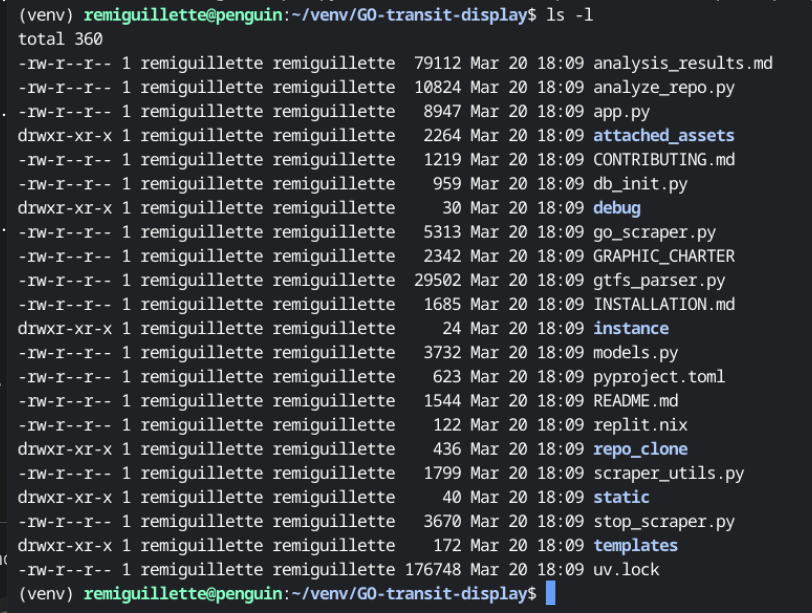 (venv) remiguillette@penguin:~/venv/GO-transit-display$ ls -l
total 360
-rw-r--r-- 1 remiguillette remiguillette  79112 Mar 20 18:09 analysis_results.md
-rw-r--r-- 1 remiguillette remiguillette  10824 Mar 20 18:09 analyze_repo.py
-rw-r--r-- 1 remiguillette remiguillette   8947 Mar 20 18:09 app.py
drwxr-xr-x 1 remiguillette remiguillette   2264 Mar 20 18:09 attached_assets
-rw-r--r-- 1 remiguillette remiguillette   1219 Mar 20 18:09 CONTRIBUTING.md
-rw-r--r-- 1 remiguillette remiguillette    959 Mar 20 18:09 db_init.py
drwxr-xr-x 1 remiguillette remiguillette     30 Mar 20 18:09 debug
-rw-r--r-- 1 remiguillette remiguillette   5313 Mar 20 18:09 go_scraper.py
-rw-r--r-- 1 remiguillette remiguillette   2342 Mar 20 18:09 GRAPHIC_CHARTER
-rw-r--r-- 1 remiguillette remiguillette  29502 Mar 20 18:09 gtfs_parser.py
-rw-r--r-- 1 remiguillette remiguillette   1685 Mar 20 18:09 INSTALLATION.md
drwxr-xr-x 1 remiguillette remiguillette     24 Mar 20 18:09 instance
-rw-r--r-- 1 remiguillette remiguillette   3732 Mar 20 18:09 models.py
-rw-r--r-- 1 remiguillette remiguillette    623 Mar 20 18:09 pyproject.toml
-rw-r--r-- 1 remiguillette remiguillette   1544 Mar 20 18:09 README.md
-rw-r--r-- 1 remiguillette remiguillette    122 Mar 20 18:09 replit.nix
drwxr-xr-x 1 remiguillette remiguillette    436 Mar 20 18:09 repo_clone
-rw-r--r-- 1 remiguillette remiguillette   1799 Mar 20 18:09 scraper_utils.py
drwxr-xr-x 1 remiguillette remiguillette     40 Mar 20 18:09 static
-rw-r--r-- 1 remiguillette remiguillette   3670 Mar 20 18:09 stop_scraper.py
drwxr-xr-x 1 remiguillette remiguillette    172 Mar 20 18:09 templates
-rw-r--r-- 1 remiguillette remiguillette 176748 Mar 20 18:09 uv.lock
(venv) remiguillette@penguin:~/venv/GO-transit-display$